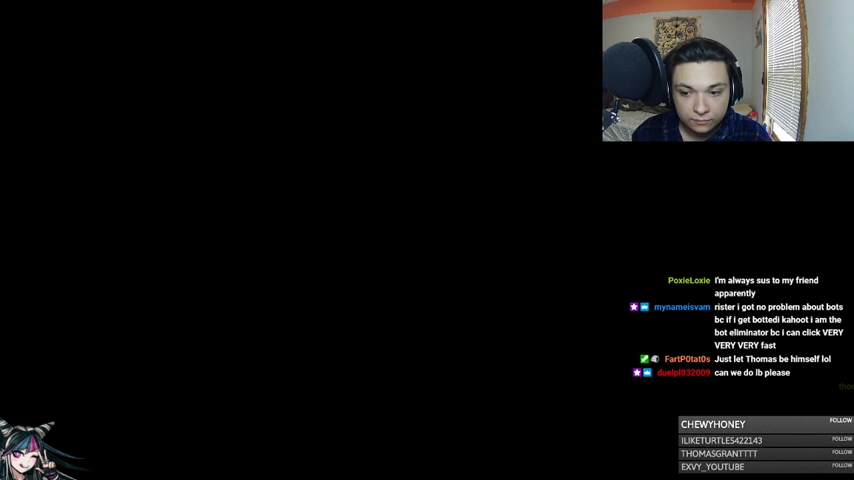 PoxieLoxie I'm always sus to my friend
apparently
mynameisvam rister i got no problem about bots
bc if i get bottedi kahoot i am the
bot eliminator bc i can click VERY
VERY VERY fast
FartP0tat0s Just let Thomas be himself lol
duelpl032009 can we do lb please
CHEWYHONEY FOLLOW
ILIKETURTLES422143 FOLLOW
THOMASGRANTTTT FOLLOW
EXVY_YOUTUBE FOLLOW